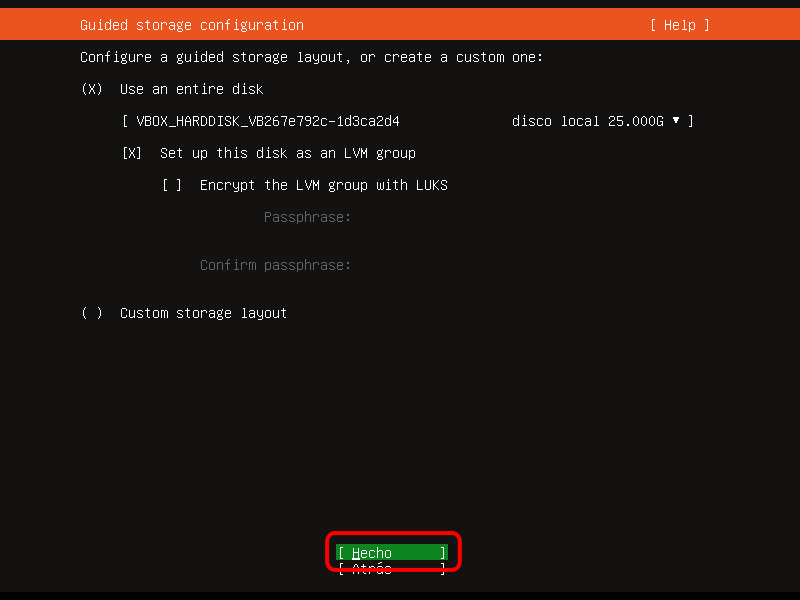 Guided storage configuration [ Help ]
Configure a guided storage layout, or create a custom one:
(X) Use an entire disk
[ VBOX_HARDDISK_VB267e792c-1d3ca2d4 disco local 25.000G ▾ ]
[X] Set up this disk as an LVM group
[ ] Encrypt the LVM group with LUKS
Passphrase:
Confirm passphrase:
( ) Custom storage layout
[ Hecho ]
[ Atrás ]